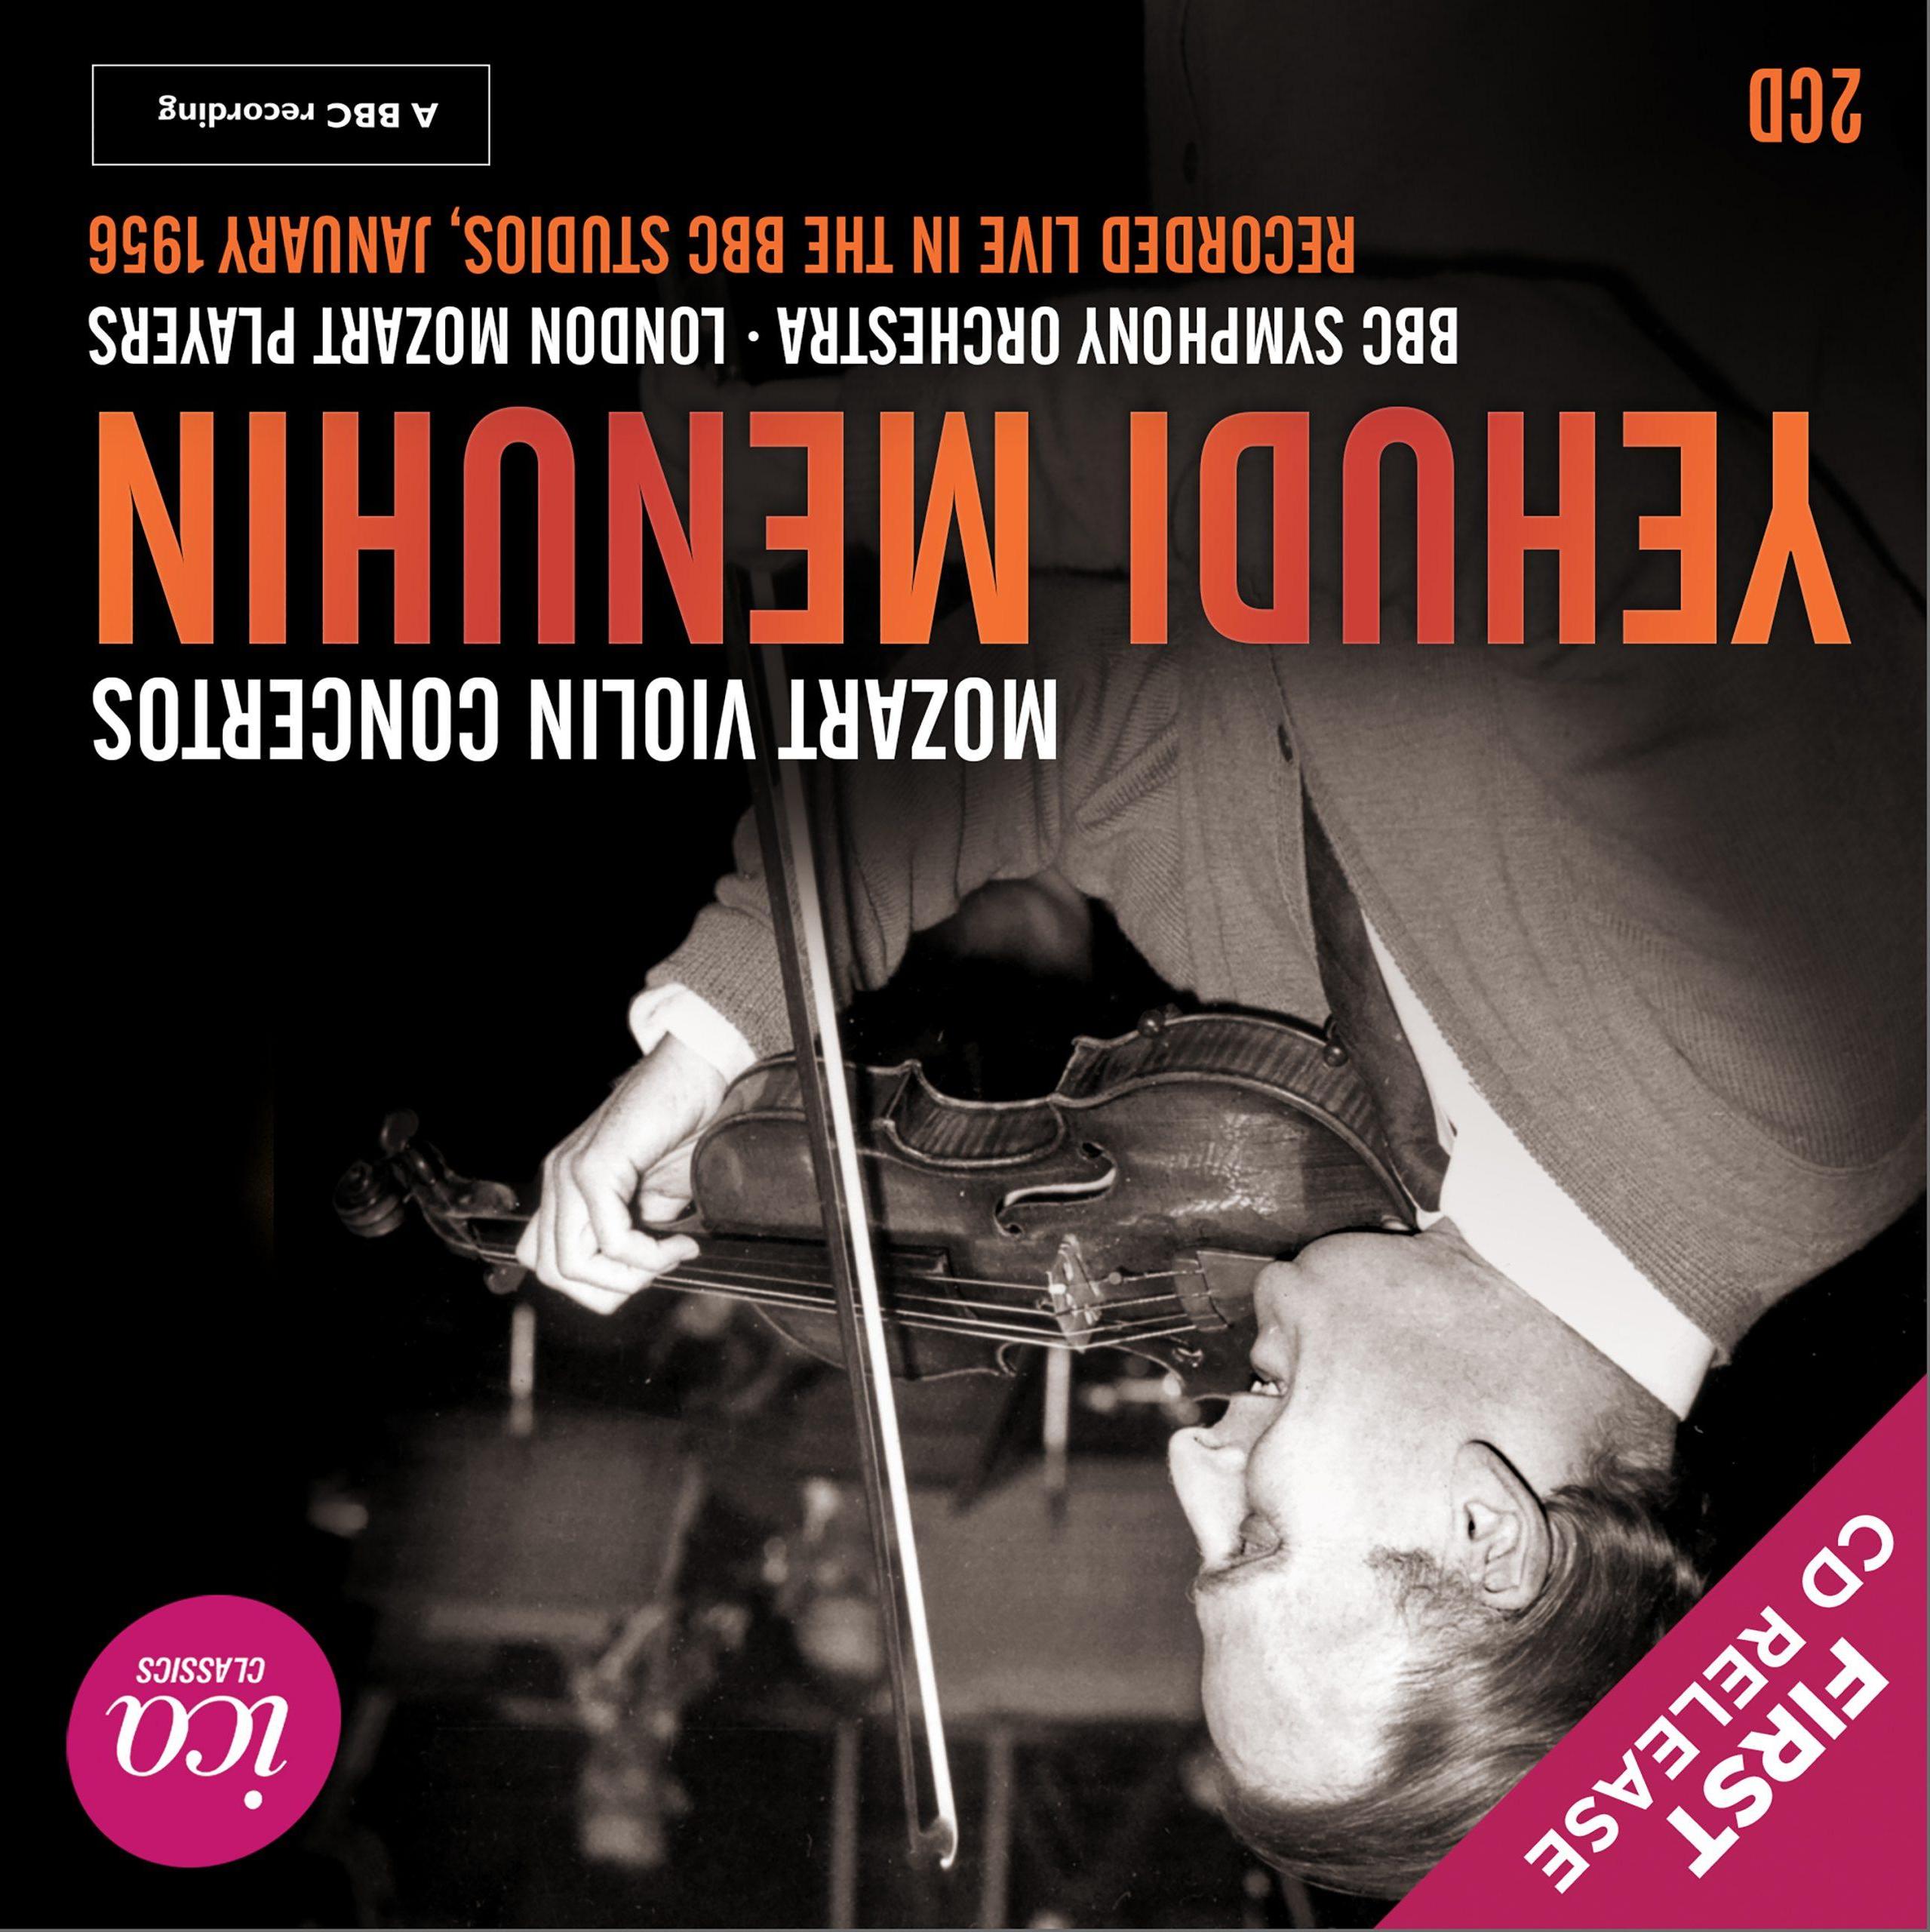 FIRST
CD RELEASE
ica
CLASSICS
MOZART VIOLIN CONCERTOS
YEHUDI MENUHIN
BBC SYMPHONY ORCHESTRA · LONDON MOZART PLAYERS
RECORDED LIVE IN THE BBC STUDIOS, JANUARY 1956
2CD
A BBC recording